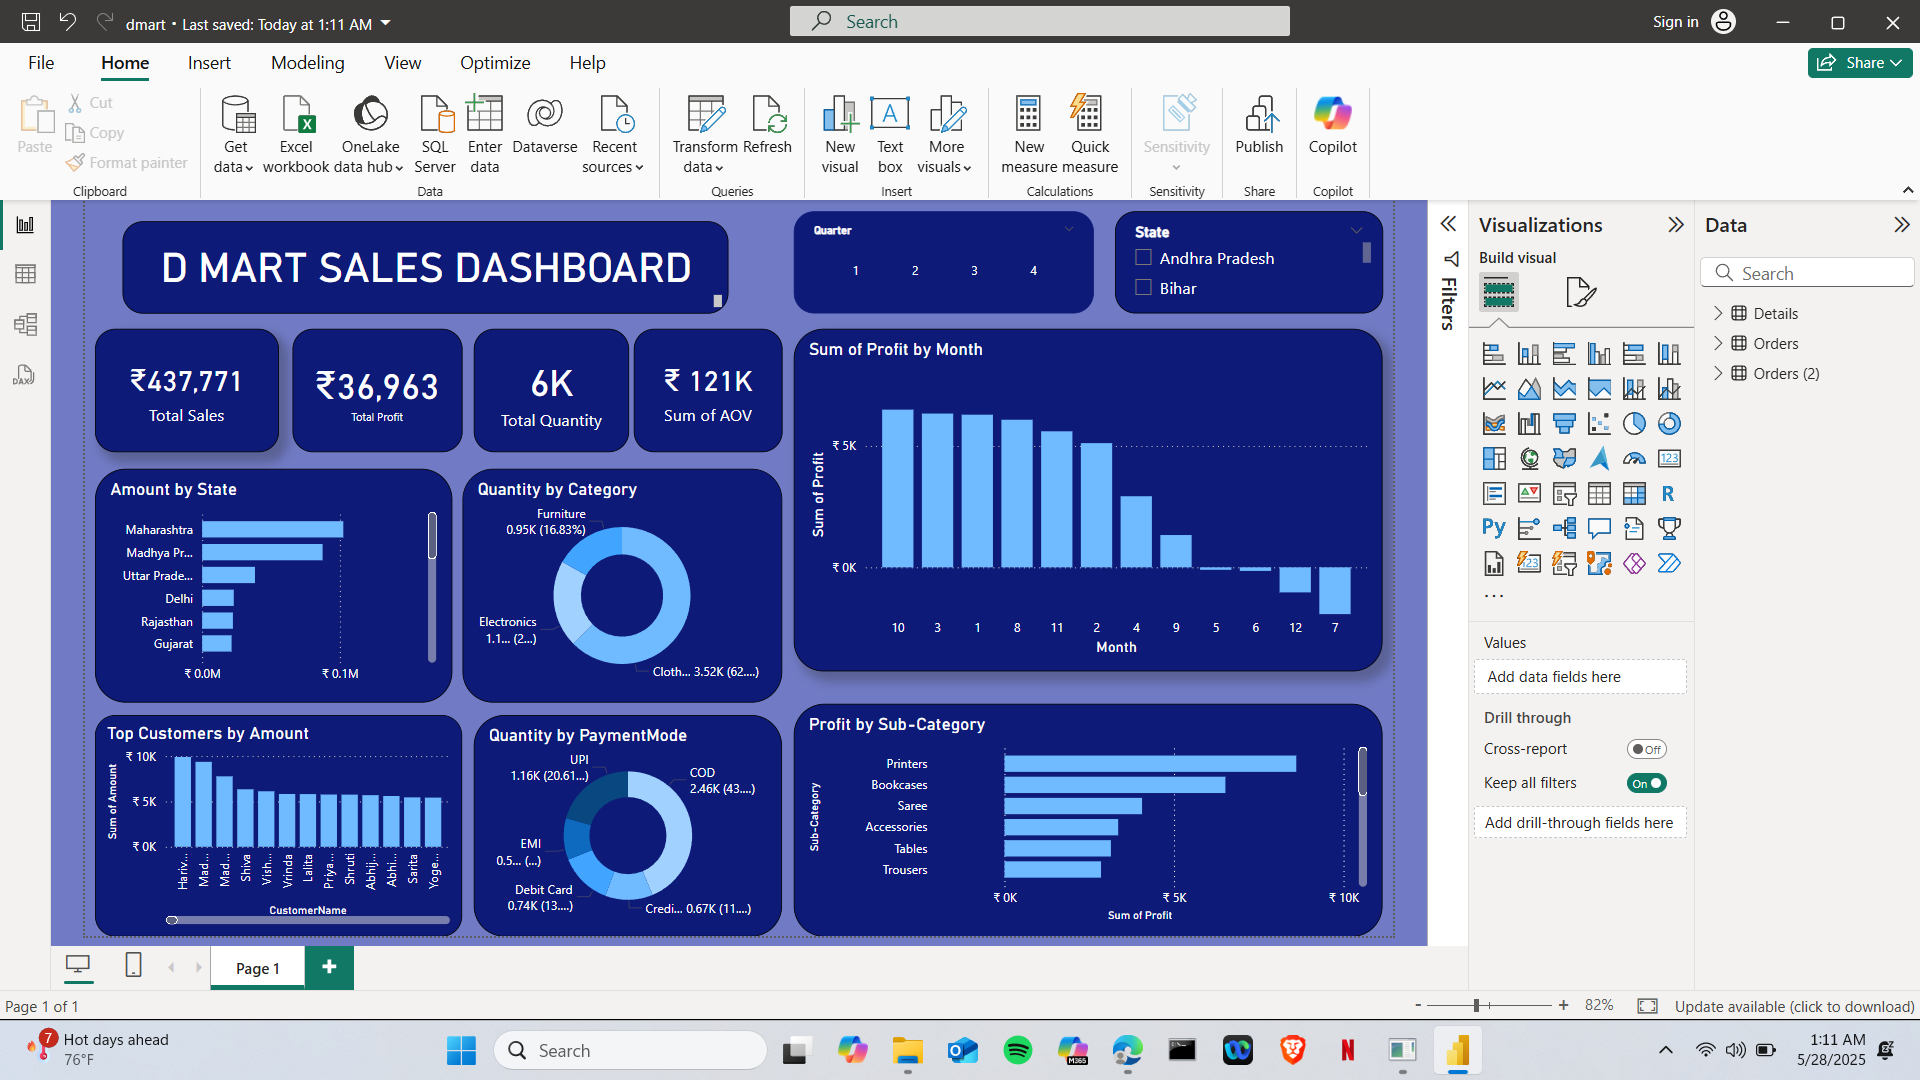 dmart • Last saved: Today at 1:11 AM
Search
Sign in
File Home Insert Modeling View Optimize Help
Share
Paste
Cut
Copy
Format painter
Clipboard
Get data
Excel workbook
OneLake data hub
SQL Server
Enter data
Dataverse
Recent sources
Data
Transform data
Refresh
Queries
New visual
Text box
More visuals
Insert
New measure
Quick measure
Calculations
Sensitivity
Sensitivity
Publish
Share
Copilot
Copilot
D MART SALES DASHBOARD
Quarter
1 2 3 4
State
Andhra Pradesh
Bihar
₹437,771
Total Sales
₹36,963
Total Profit
6K
Total Quantity
₹ 121K
Sum of AOV
Sum of Profit by Month
Sum of Profit
₹ 5K
₹ 0K
10 3 1 8 11 2 4 9 5 6 12 7
Month
Amount by State
Maharashtra
Madhya Pr...
Uttar Prade...
Delhi
Rajasthan
Gujarat
₹ 0.0M ₹ 0.1M
Quantity by Category
Furniture
0.95K (16.83%)
Electronics
1.1... (2...)
Cloth... 3.52K (62....)
Top Customers by Amount
Sum of Amount
₹ 10K
₹ 5K
₹ 0K
Hariv... Mad... Mad... Shiva Vish... Vrinda Lalita Priya... Shruti Abhij... Abhi... Sarita Yoge...
CustomerName
Quantity by PaymentMode
UPI
1.16K (20.61...)
COD
2.46K (43....)
EMI
0.5... (...)
Debit Card
0.74K (13....)
Credi... 0.67K (11....)
Profit by Sub-Category
Sub-Category
Printers
Bookcases
Saree
Accessories
Tables
Trousers
₹ 0K ₹ 5K ₹ 10K
Sum of Profit
Filters
Visualizations
Build visual
123
R
Py
123
...
Values
Add data fields here
Drill through
Cross-report
Off
Keep all filters
On
Add drill-through fields here
Data
Search
Details
Orders
Orders (2)
DAX
Page 1
+
Page 1 of 1
- + 82%
Update available (click to download)
7
Hot days ahead
76°F
Search
M365
N
1:11 AM
5/28/2025